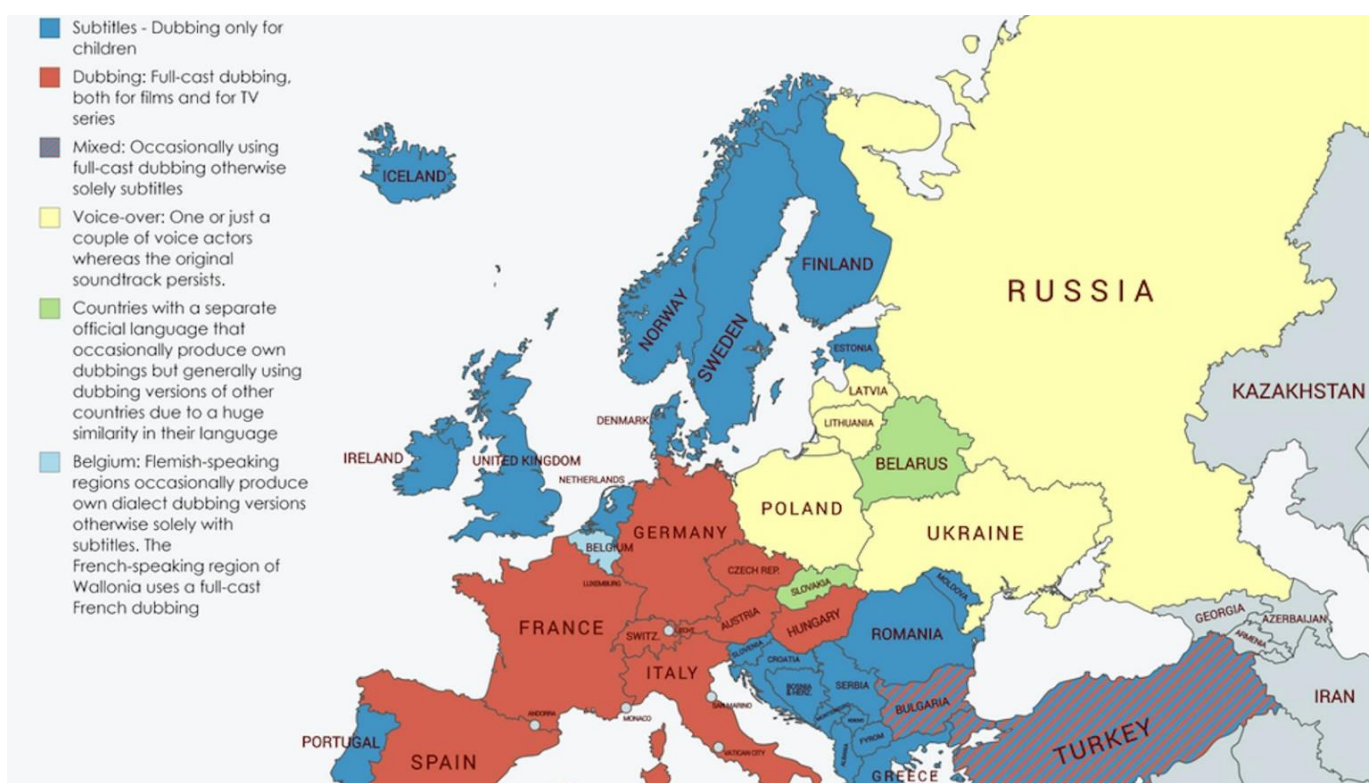 Subtitles - Dubbing only for
children
Dubbing: Full-cast dubbing,
both for films and for TV
series
Mixed: Occasionally using
full-cast dubbing otherwise
solely subtitles
Voice-over: One or just a
couple of voice actors
whereas the original
soundtrack persists.
Countries with a separate
official language that
occasionally produce own
dubbings but generally using
dubbing versions of other
countries due to a huge
similarity in their language
Belgium: Flemish-speaking
regions occasionally produce
own dialect dubbing versions
otherwise solely with
subtitles. The
French-speaking region of
Wallonia uses a full-cast
French dubbing
ICELAND
FINLAND
NORWAY
SWEDEN
RUSSIA
ESTONIA
LATVIA
LITHUANIA
KAZAKHSTAN
DENMARK
IRELAND
UNITED KINGDOM
NETHERLANDS
BELARUS
POLAND
GERMANY
UKRAINE
BELGIUM
LUXEMBURG
CZECH REP.
SLOVAKIA
MOLDOVA
FRANCE
SWITZ.
LIECHT.
AUSTRIA
HUNGARY
ROMANIA
GEORGIA
AZERBAIJAN
ARMENIA
ITALY
SLOVENIA
CROATIA
BOSNIA
& HERZ.
SERBIA
IRAN
ANDORRA
MONACO
SAN MARINO
MONTENEGRO
BULGARIA
FYROM
ALBANIA
TURKEY
PORTUGAL
SPAIN
VATICAN CITY
GREECE